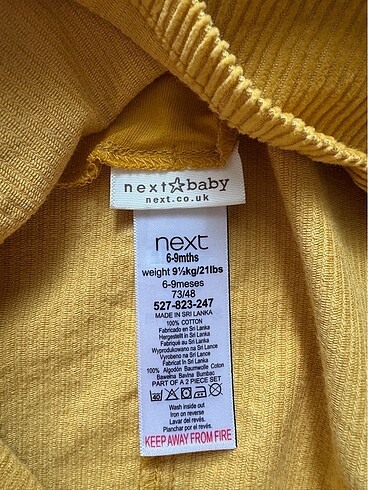 next☆baby
next.co.uk
next
6-9mths
weight 9½kg/21lbs
6-9meses
73/48
527-823-247
MADE IN SRI LANKA
100% COTTON
Fabricado en Sri Lanka
Hergestellt in Sri Lanka
Fabriqué au Sri Lanka
Wyprodukowano na Sri Lance
Vyrobeno na Sri Lance
Fabricat în Sri Lanka
100% Algodón Baumwolle Coton
Bawełna Bavlna Bumbac
PART OF A 2 PIECE SET
40
Wash inside out
Iron on reverse
Lavar del revés.
Planchar por el revés.
KEEP AWAY FROM FIRE